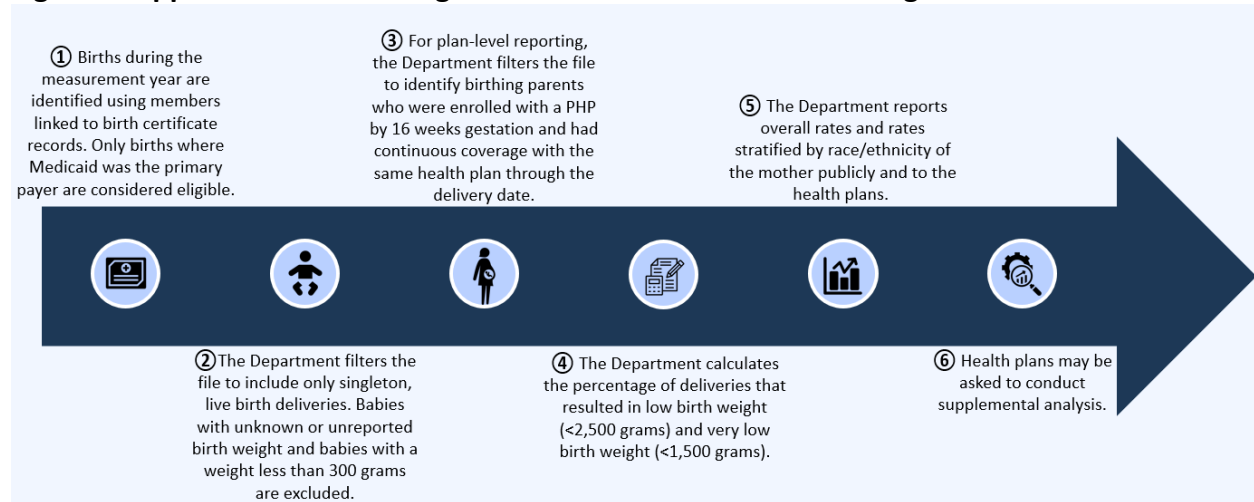 ① Births during the
measurement year are
identified using members
linked to birth certificate
records. Only births where
Medicaid was the primary
payer are considered eligible.
②The Department filters the
file to include only singleton,
live birth deliveries. Babies
with unknown or unreported
birth weight and babies with a
weight less than 300 grams
are excluded.
③ For plan-level reporting,
the Department filters the file
to identify birthing parents
who were enrolled with a PHP
by 16 weeks gestation and had
continuous coverage with the
same health plan through the
delivery date.
④ The Department calculates
the percentage of deliveries that
resulted in low birth weight
(<2,500 grams) and very low
birth weight (<1,500 grams).
⑤ The Department reports
overall rates and rates
stratified by race/ethnicity of
the mother publicly and to the
health plans.
⑥ Health plans may be
asked to conduct
supplemental analysis.